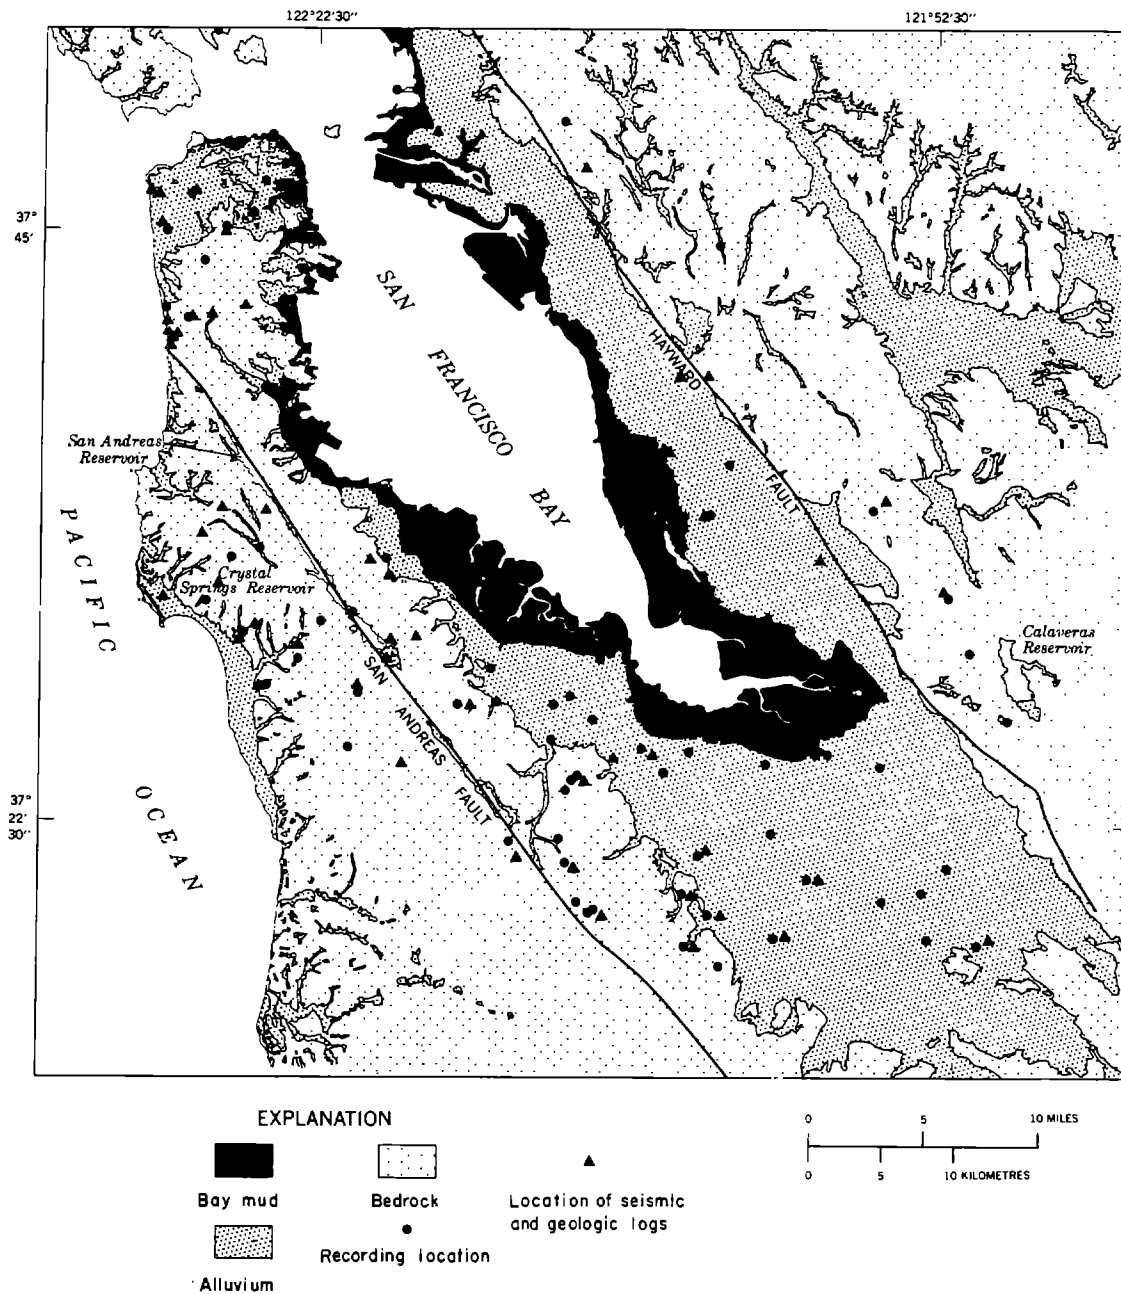 122°22'30"
121°52'30"
37°
45'
SAN
FRANCISCO
BAY
HAYWARD
FAULT
San Andreas
Reservoir
PACIFIC
OCEAN
Crystal
Springs Reservoir
Calaveras
Reservoir
SAN
ANDREAS
FAULT
37°
22'
30"
EXPLANATION
0 5 10 MILES
0 5 10 KILOMETRES
Bay mud
Bedrock
Location of seismic
and geologic logs
Recording location
Alluvium